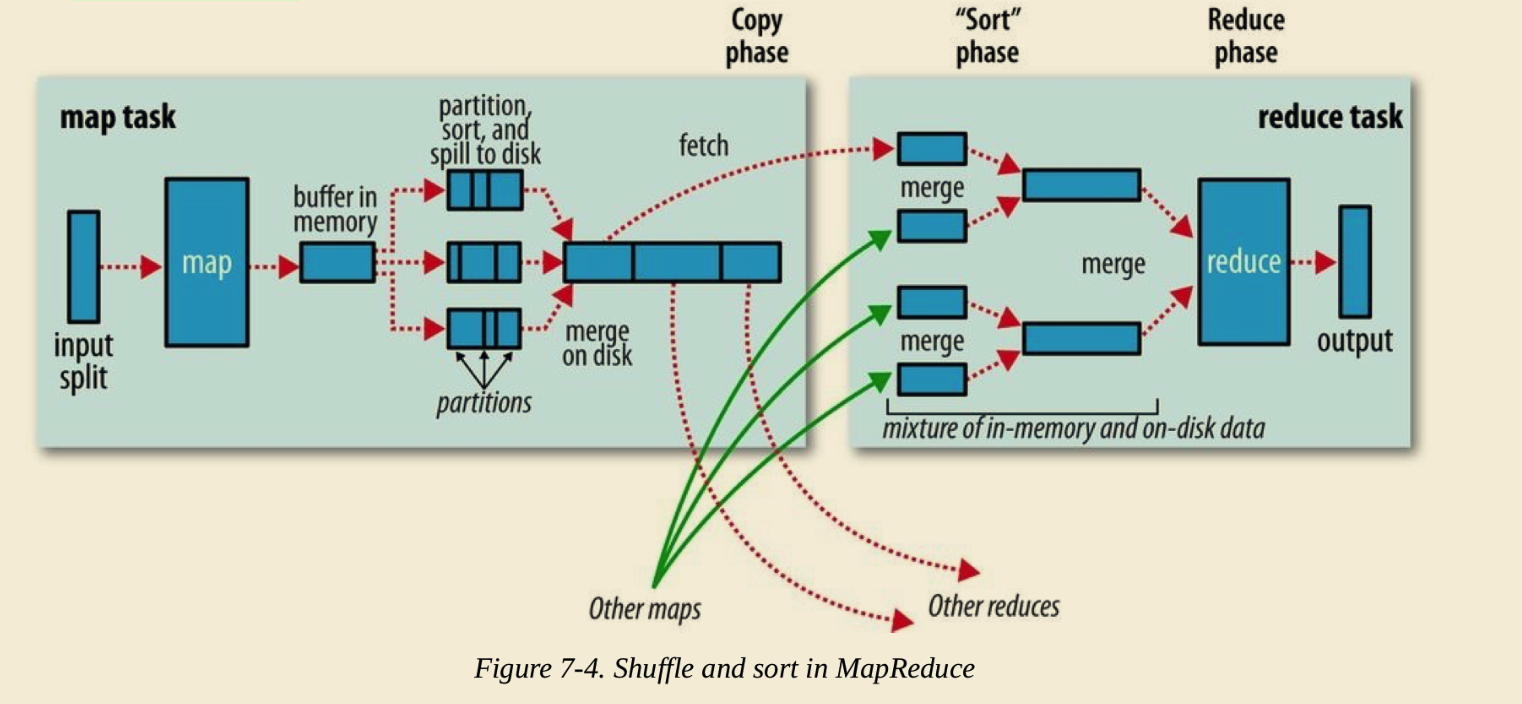 Copy
phase
“Sort”
phase
Reduce
phase
map task
partition,
sort, and
spill to disk
fetch
buffer in
memory
map
input
split
merge
on disk
partitions
reduce task
merge
merge
merge
reduce
output
mixture of in-memory and on-disk data
Other maps
Other reduces
Figure 7-4. Shuffle and sort in MapReduce